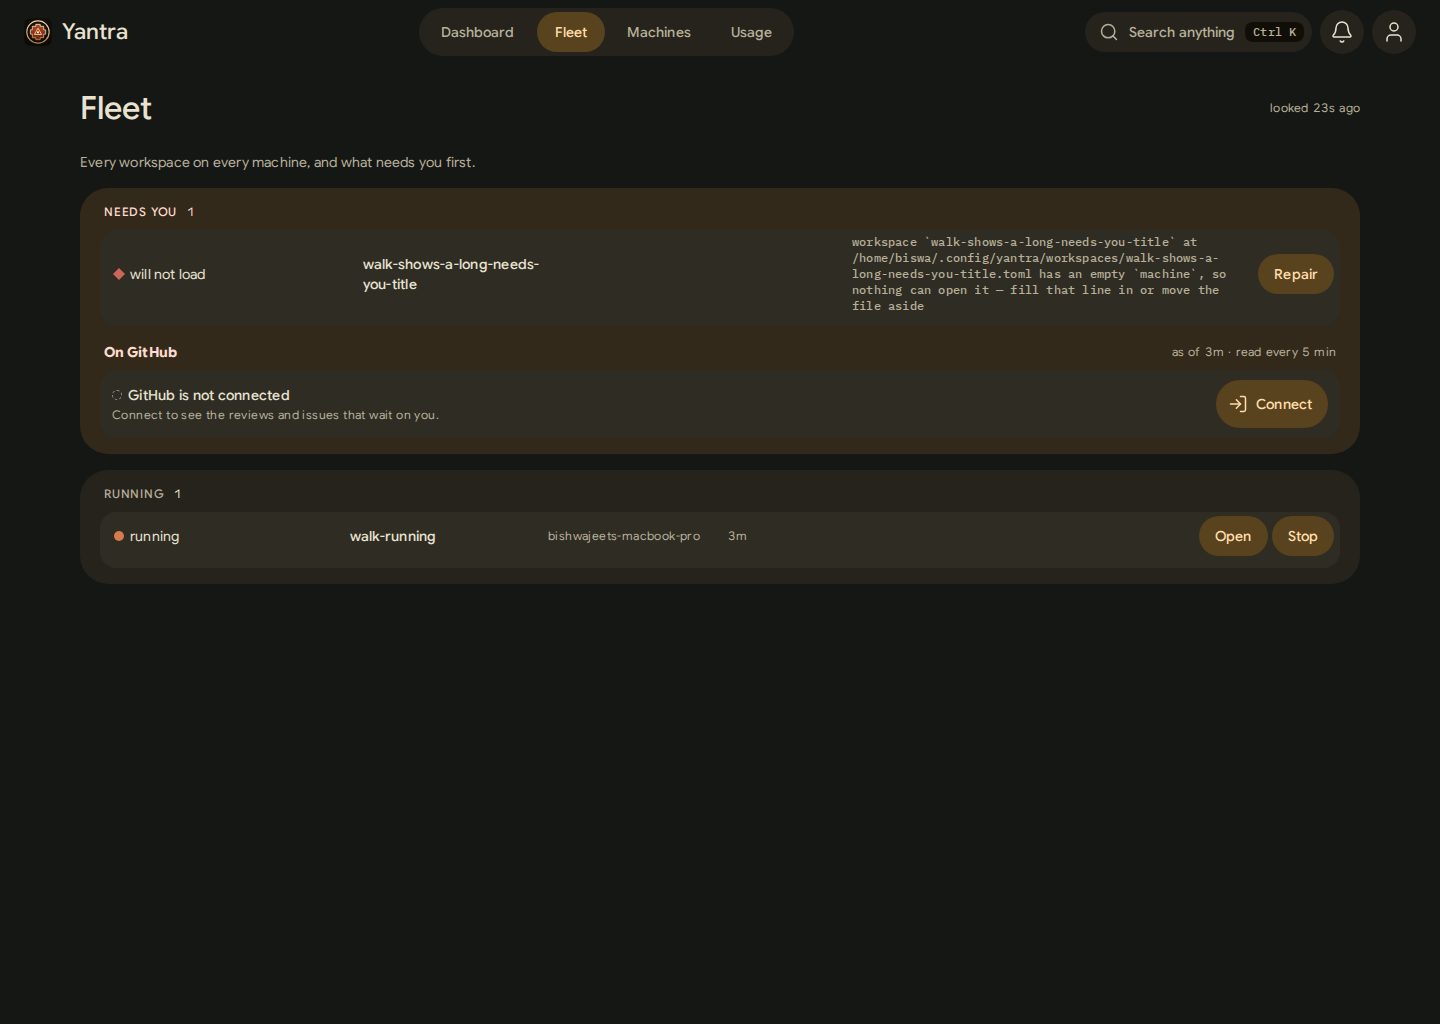 Yantra
Dashboard Fleet Machines Usage
Search anything Ctrl K
Fleet
looked 23s ago
Every workspace on every machine, and what needs you first.
NEEDS YOU 1
will not load
walk-shows-a-long-needs-
you-title
workspace `walk-shows-a-long-needs-you-title` at
/home/biswa/.config/yantra/workspaces/walk-shows-a-
long-needs-you-title.toml has an empty `machine`, so
nothing can open it — fill that line in or move the
file aside
Repair
On GitHub
as of 3m · read every 5 min
GitHub is not connected
Connect to see the reviews and issues that wait on you.
Connect
RUNNING 1
running walk-running bishwajeets-macbook-pro 3m Open Stop